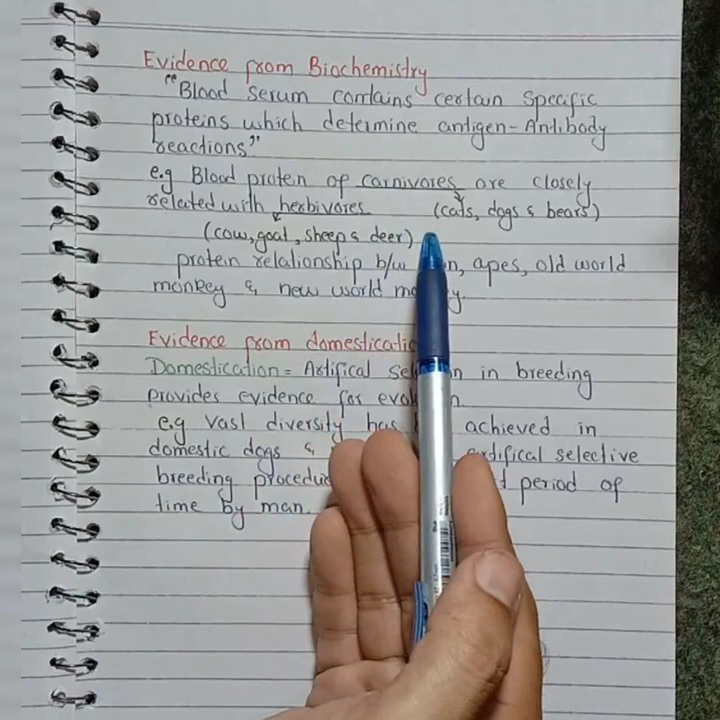 Evidence from Biochemistry
"Blood serum contains certain specific
proteins which determine antigen-Antibody
reactions"
e.g Blood protein of carnivores are closely
related with herbivores (cats, dogs & bears)
(cow, goat, sheep & deer)
protein relationship b/w apes, old world
monkey & new world
Evidence from
Domestication = Artifical in breeding
provides evidence for
e.g vast diversity has achieved in
domestic dogs & artifical selective
breeding period of
time by man.